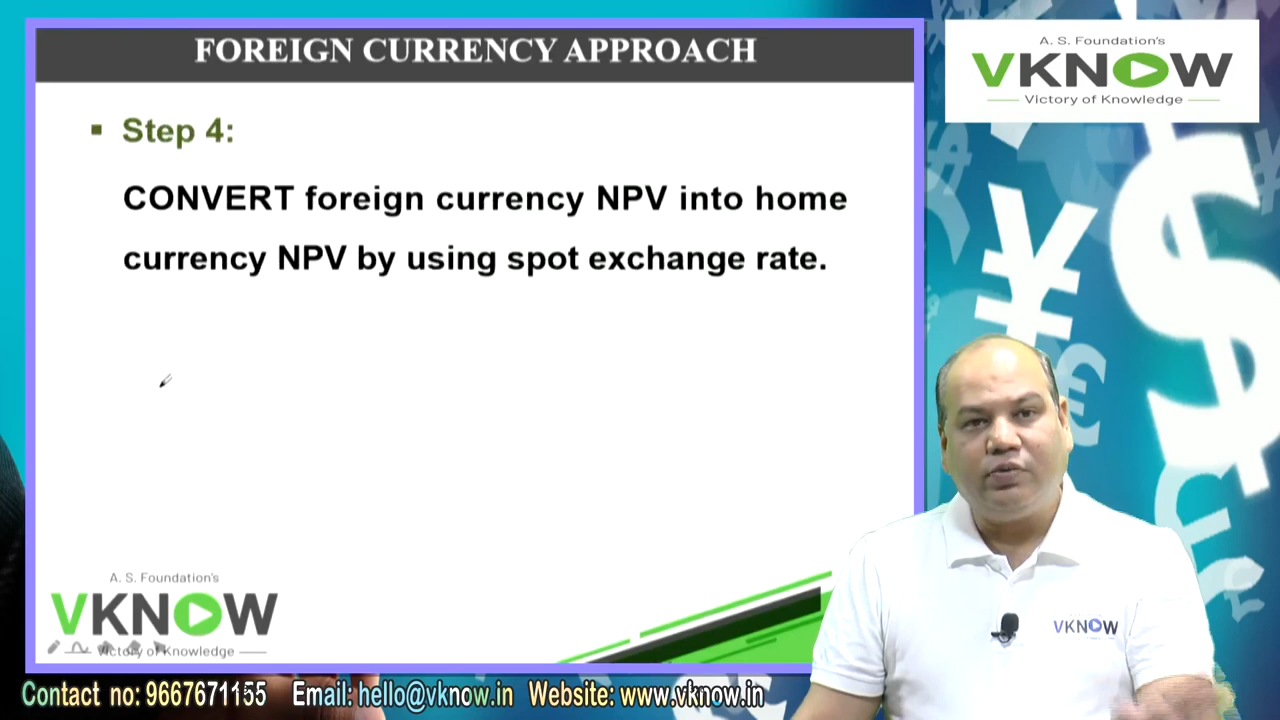 FOREIGN CURRENCY APPROACH
Step 4:
CONVERT foreign currency NPV into home
currency NPV by using spot exchange rate.
A. S. Foundation's
VKNOW
Victory of Knowledge
A. S. Foundation's
VKNOW
Victory of Knowledge
VKNOW
Contact no: 9667671155 Email: hello@vknow.in Website: www.vknow.in